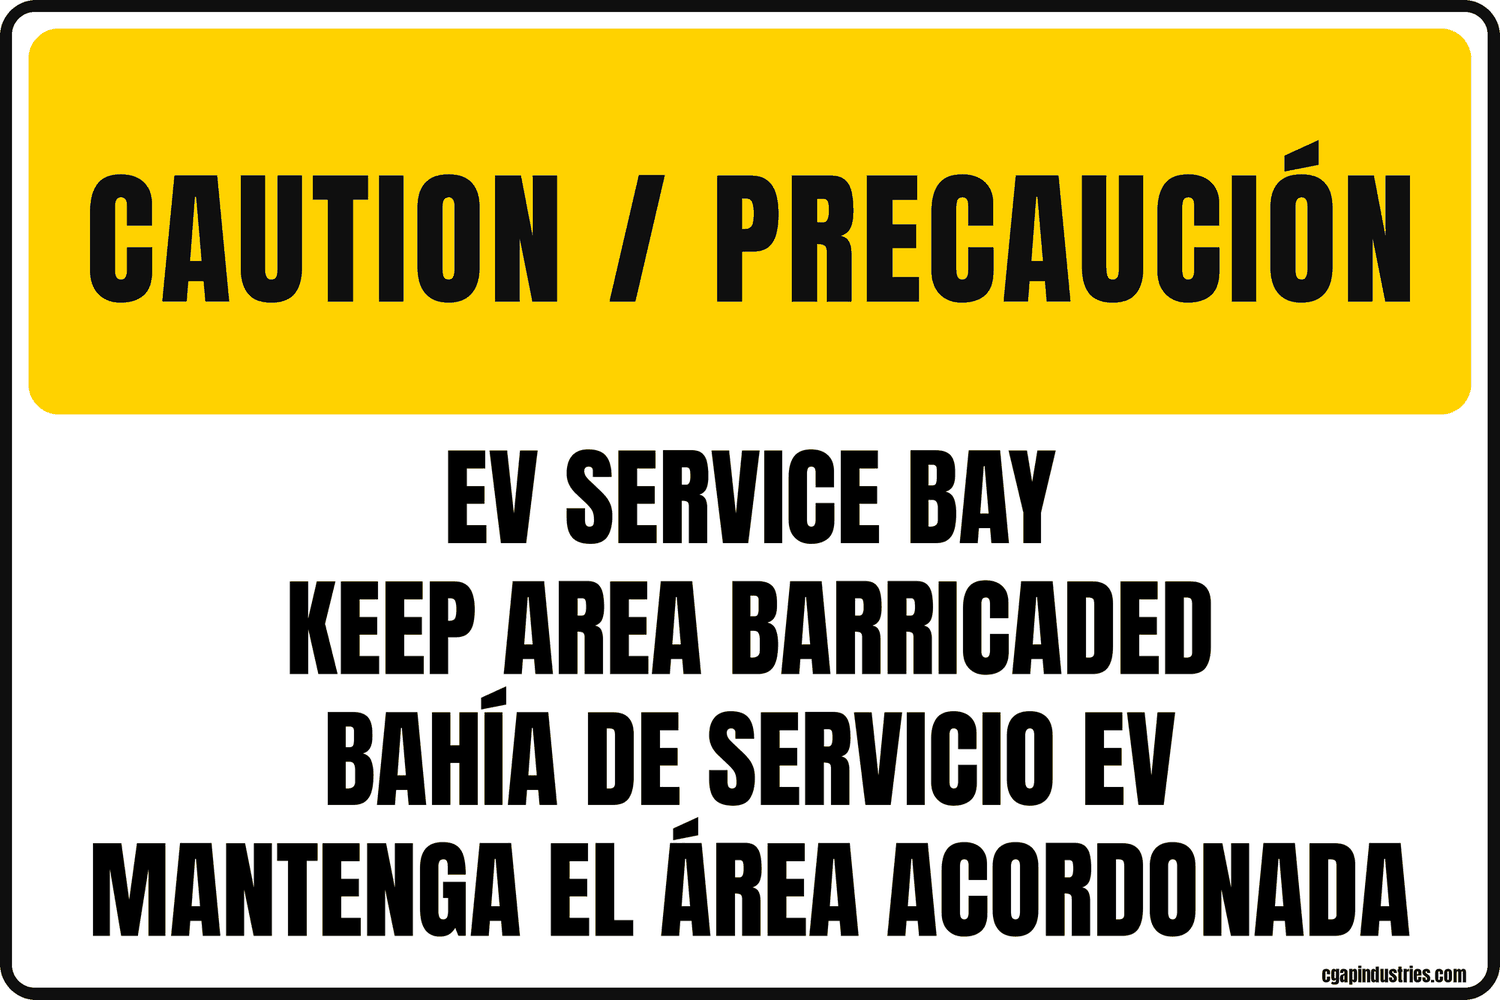 CAUTION / PRECAUCIÓN
EV SERVICE BAY
KEEP AREA BARRICADED
BAHÍA DE SERVICIO EV
MANTENGA EL ÁREA ACORDONADA
cgapindustries.com